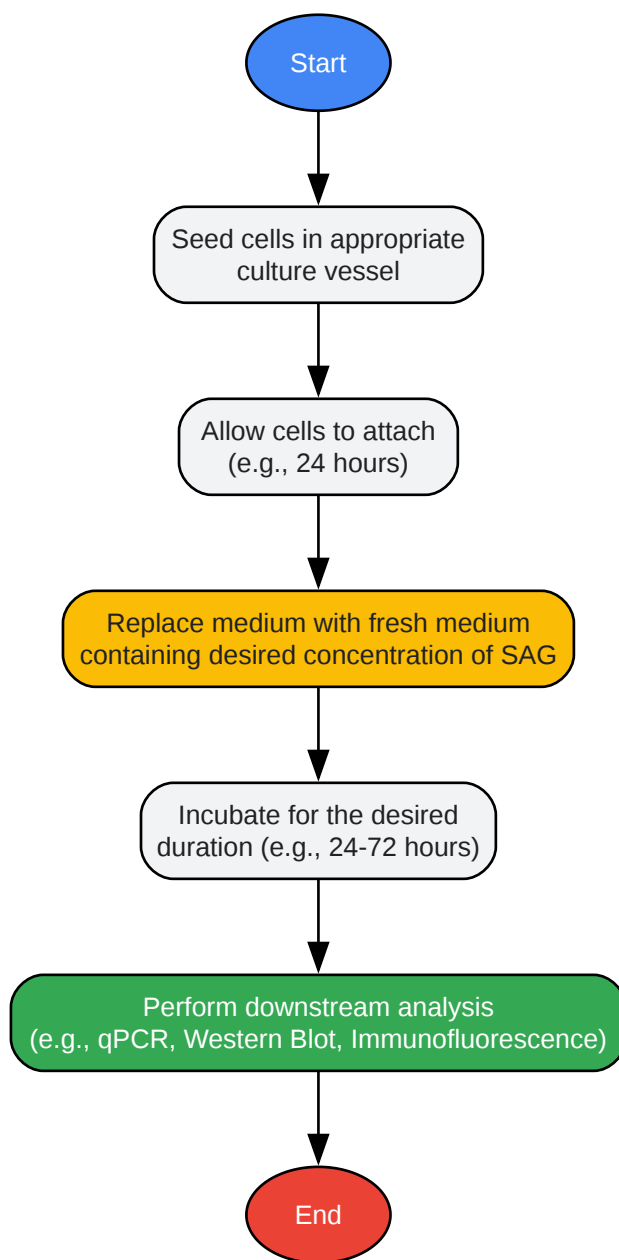 Start
Seed cells in appropriate
culture vessel
Allow cells to attach
(e.g., 24 hours)
Replace medium with fresh medium
containing desired concentration of SAG
Incubate for the desired
duration (e.g., 24-72 hours)
Perform downstream analysis
(e.g., qPCR, Western Blot, Immunofluorescence)
End